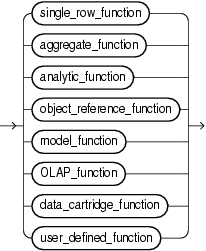 single_row_function
aggregate_function
analytic_function
object_reference_function
model_function
OLAP_function
data_cartridge_function
user_defined_function